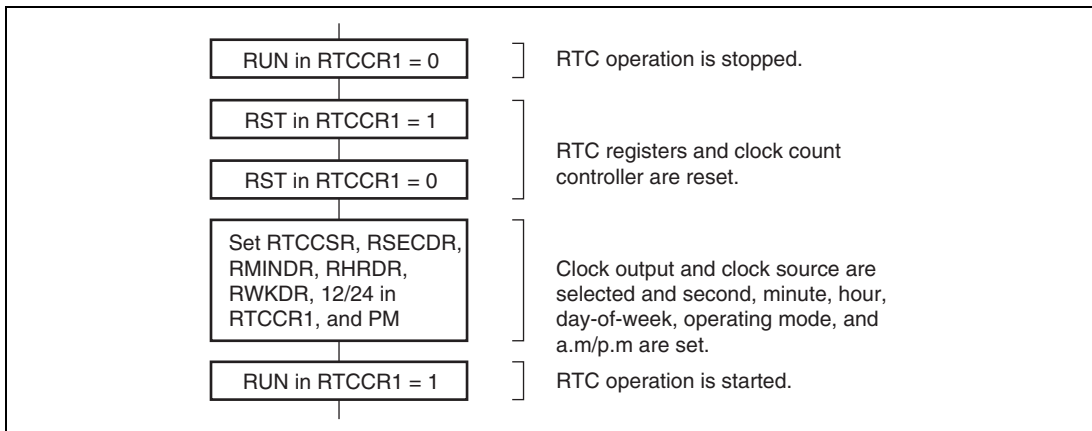 RUN in RTCCR1 = 0
RTC operation is stopped.
RST in RTCCR1 = 1
RST in RTCCR1 = 0
RTC registers and clock count
controller are reset.
Set RTCCSR, RSECDR,
RMINDR, RHRDR,
RWKDR, 12/24 in
RTCCR1, and PM
Clock output and clock source are
selected and second, minute, hour,
day-of-week, operating mode, and
a.m/p.m are set.
RUN in RTCCR1 = 1
RTC operation is started.